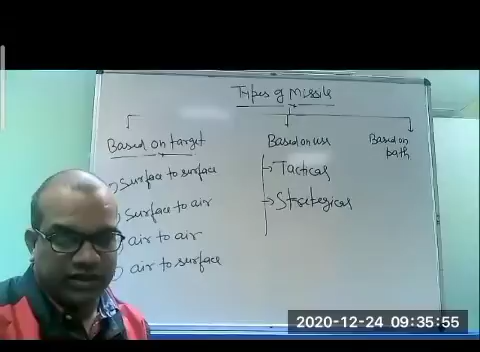 Types of Missile
Based on target
Surface to surface
Surface to air
air to air
air to surface
Based on use
Tactical
Strategical
Based on
path
2020-12-24 09:35:55